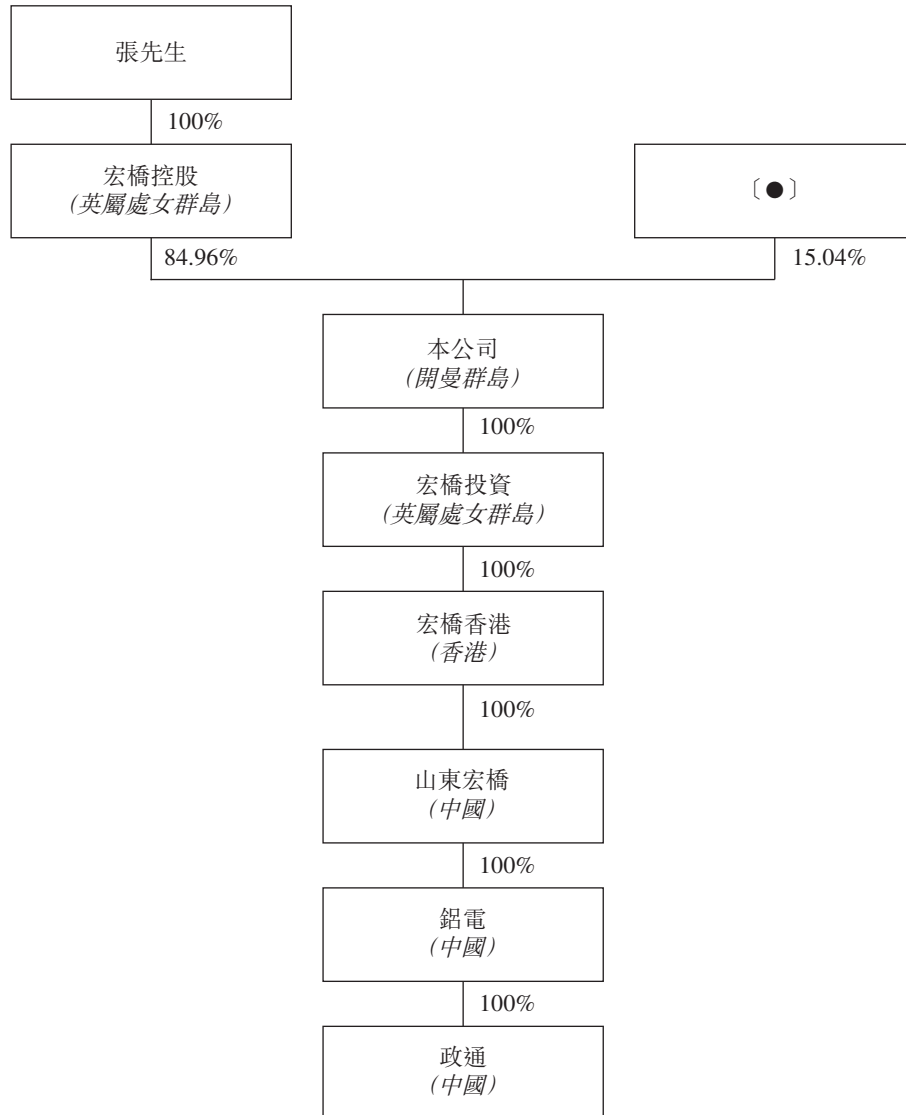 張先生
100%
宏橋控股
(英屬處女群島)
84.96%
〔●〕
15.04%
本公司
(開曼群島)
100%
宏橋投資
(英屬處女群島)
100%
宏橋香港
(香港)
100%
山東宏橋
(中國)
100%
鋁電
(中國)
100%
政通
(中國)